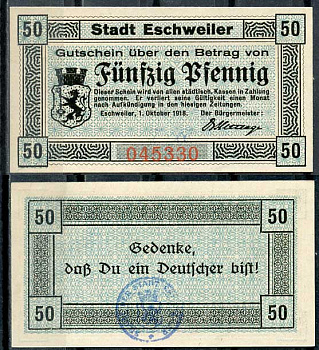 50 Stadt Eschweiler 50
Gutschein über den Betrag von
Fünfzig Pfennig
Dieser Schein wird von allen städtisch. Kassen in Zahlung
genommen. Er verliert seine Gültigkeit einen Monat
nach Aufkündigung in den hiesigen Zeitungen.
Eschweiler, 1. Oktober 1918. Der Bürgermeister:
50 045330 50
50 50
Gedenke,
daß Du ein Deutscher bist!
50 50